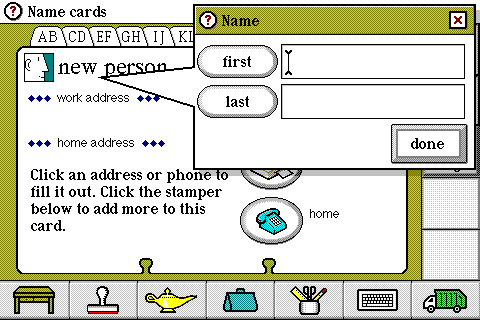 Name cards
AB CD EF GH IJ KL
new person
work address
home address
Click an address or phone to
fill it out. Click the stamper
below to add more to this
card.
home
Name
first
last
done